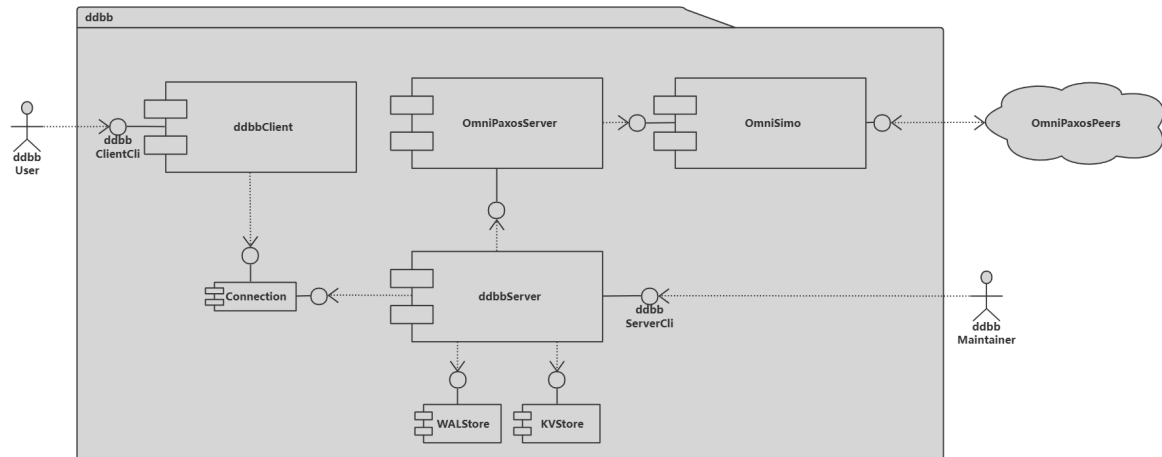 ddbb
ddbbClient
OmniPaxosServer
OmniSimo
OmniPaxosPeers
ddbb
ClientCli
ddbb
User
Connection
ddbbServer
ddbb
ServerCli
ddbb
Maintainer
WALStore
KVStore